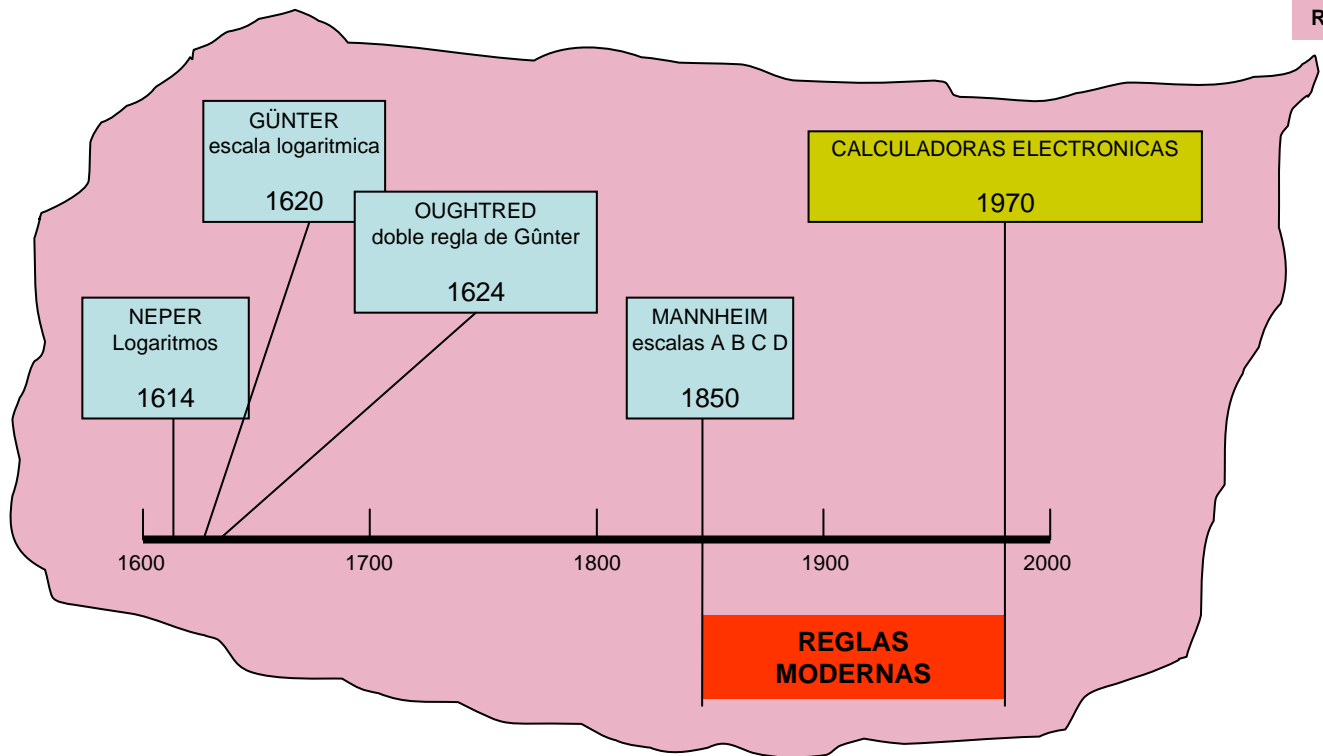 R
GÜNTER
escala logaritmica
1620
OUGHTRED
doble regla de Gûnter
1624
CALCULADORAS ELECTRONICAS
1970
NEPER
Logaritmos
1614
MANNHEIM
escalas A B C D
1850
1600 1700 1800 1900 2000
REGLAS
MODERNAS